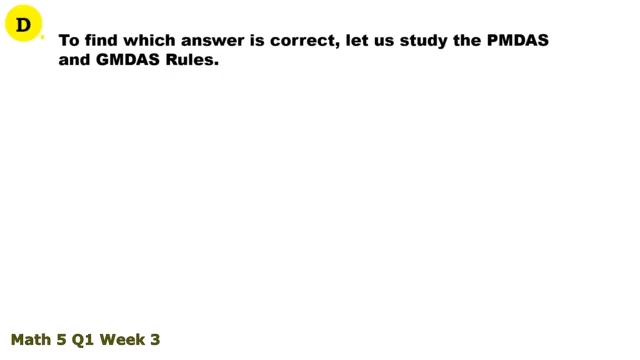 D
To find which answer is correct, let us study the PMDAS
and GMDAS Rules.
Math 5 Q1 Week 3